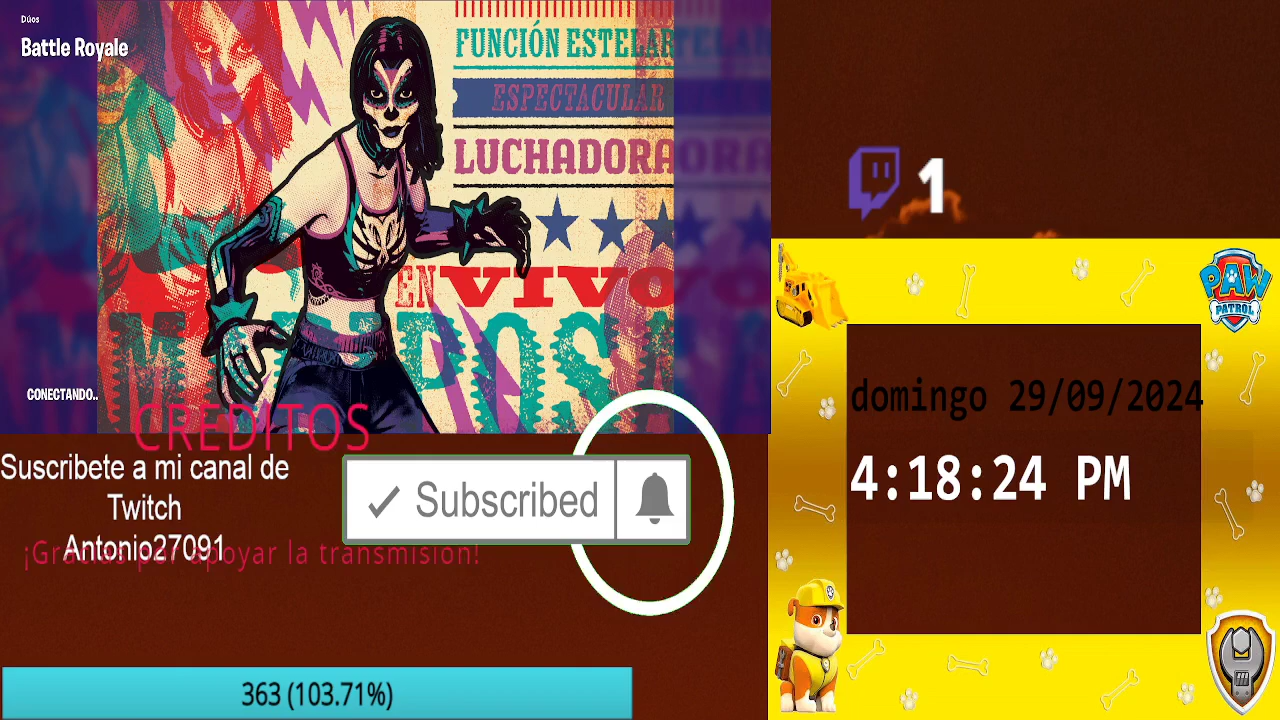 Dúos
Battle Royale
FUNCIÓN ESTELAR
ESPECTACULAR
LUCHADORA
EN VIVO
CONECTANDO..
CREDITOS
Suscribete a mi canal de
Twitch
Antonio27091
¡Gracias por apoyar la transmision!
Subscribed
363 (103.71%)
1
PAW
PATROL
domingo 29/09/2024
4:18:24 PM